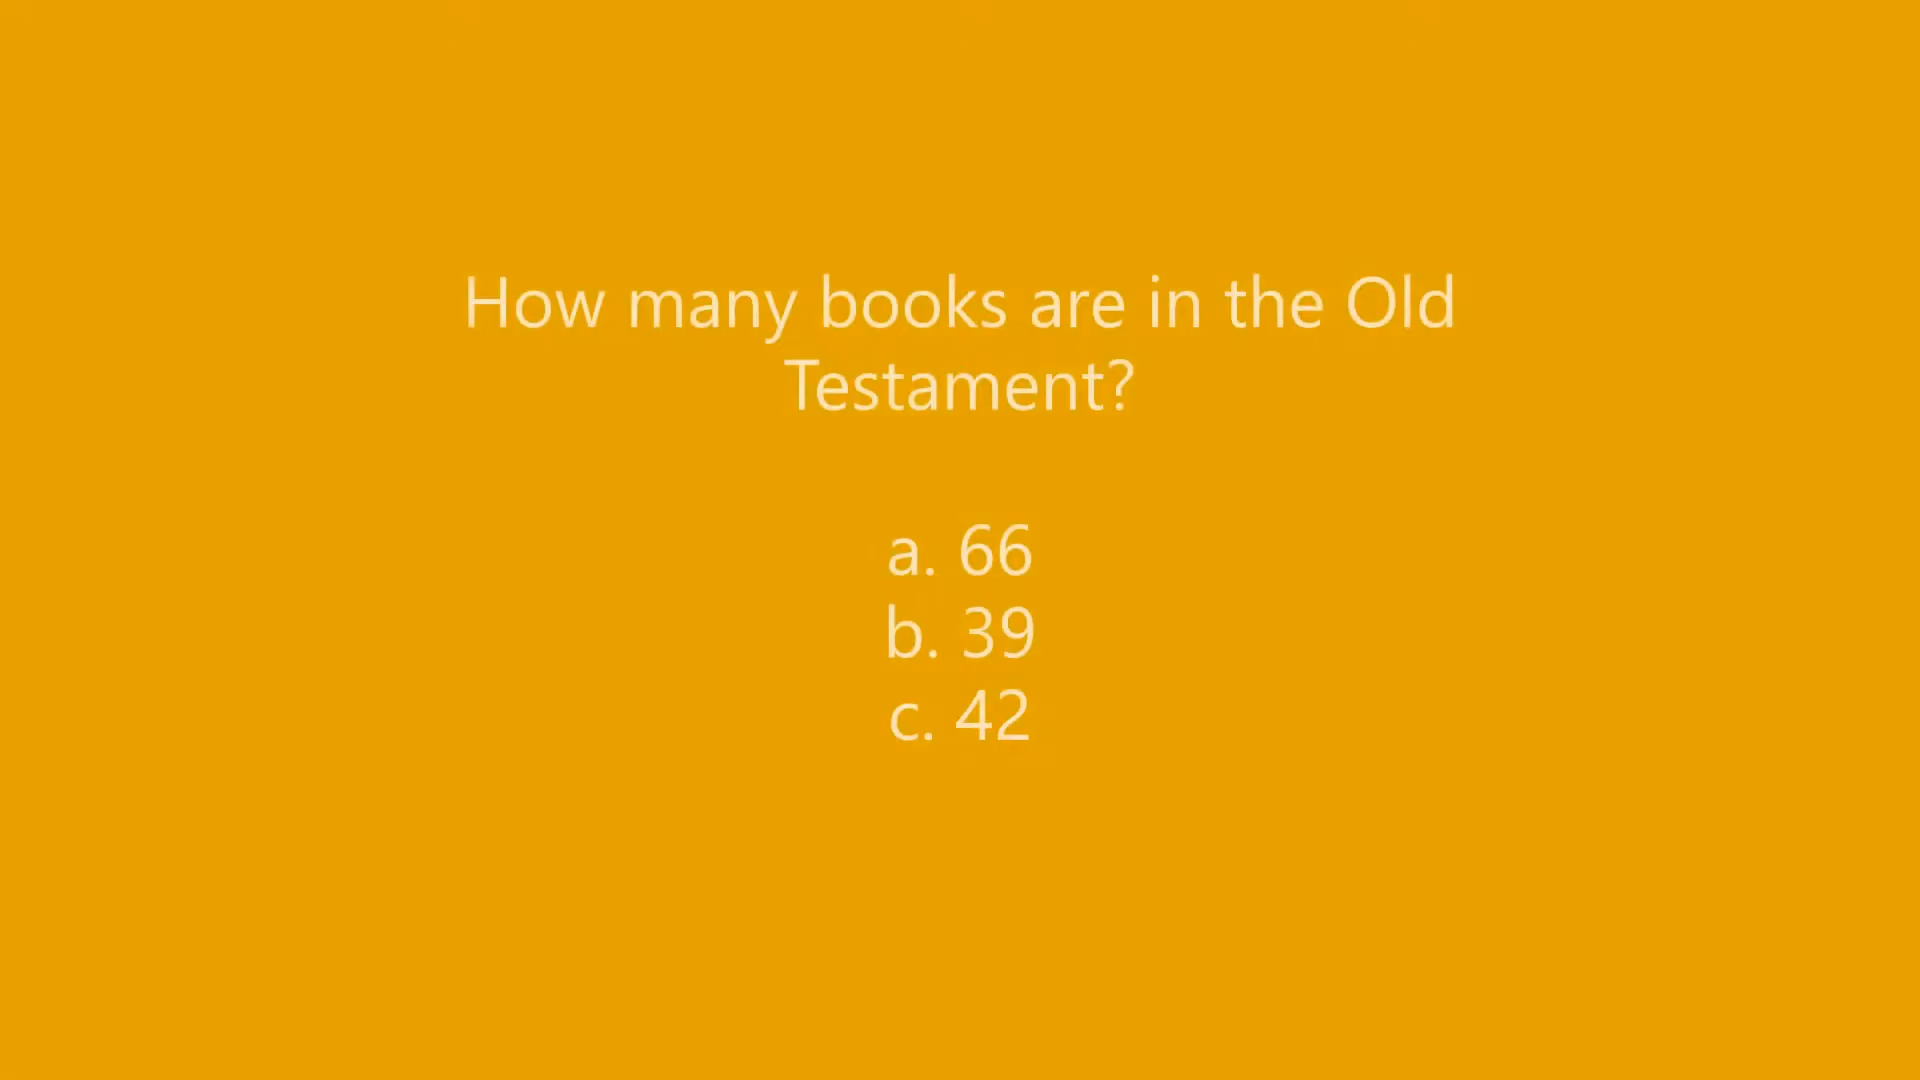 How many books are in the Old
Testament?
a. 66
b. 39
c. 42